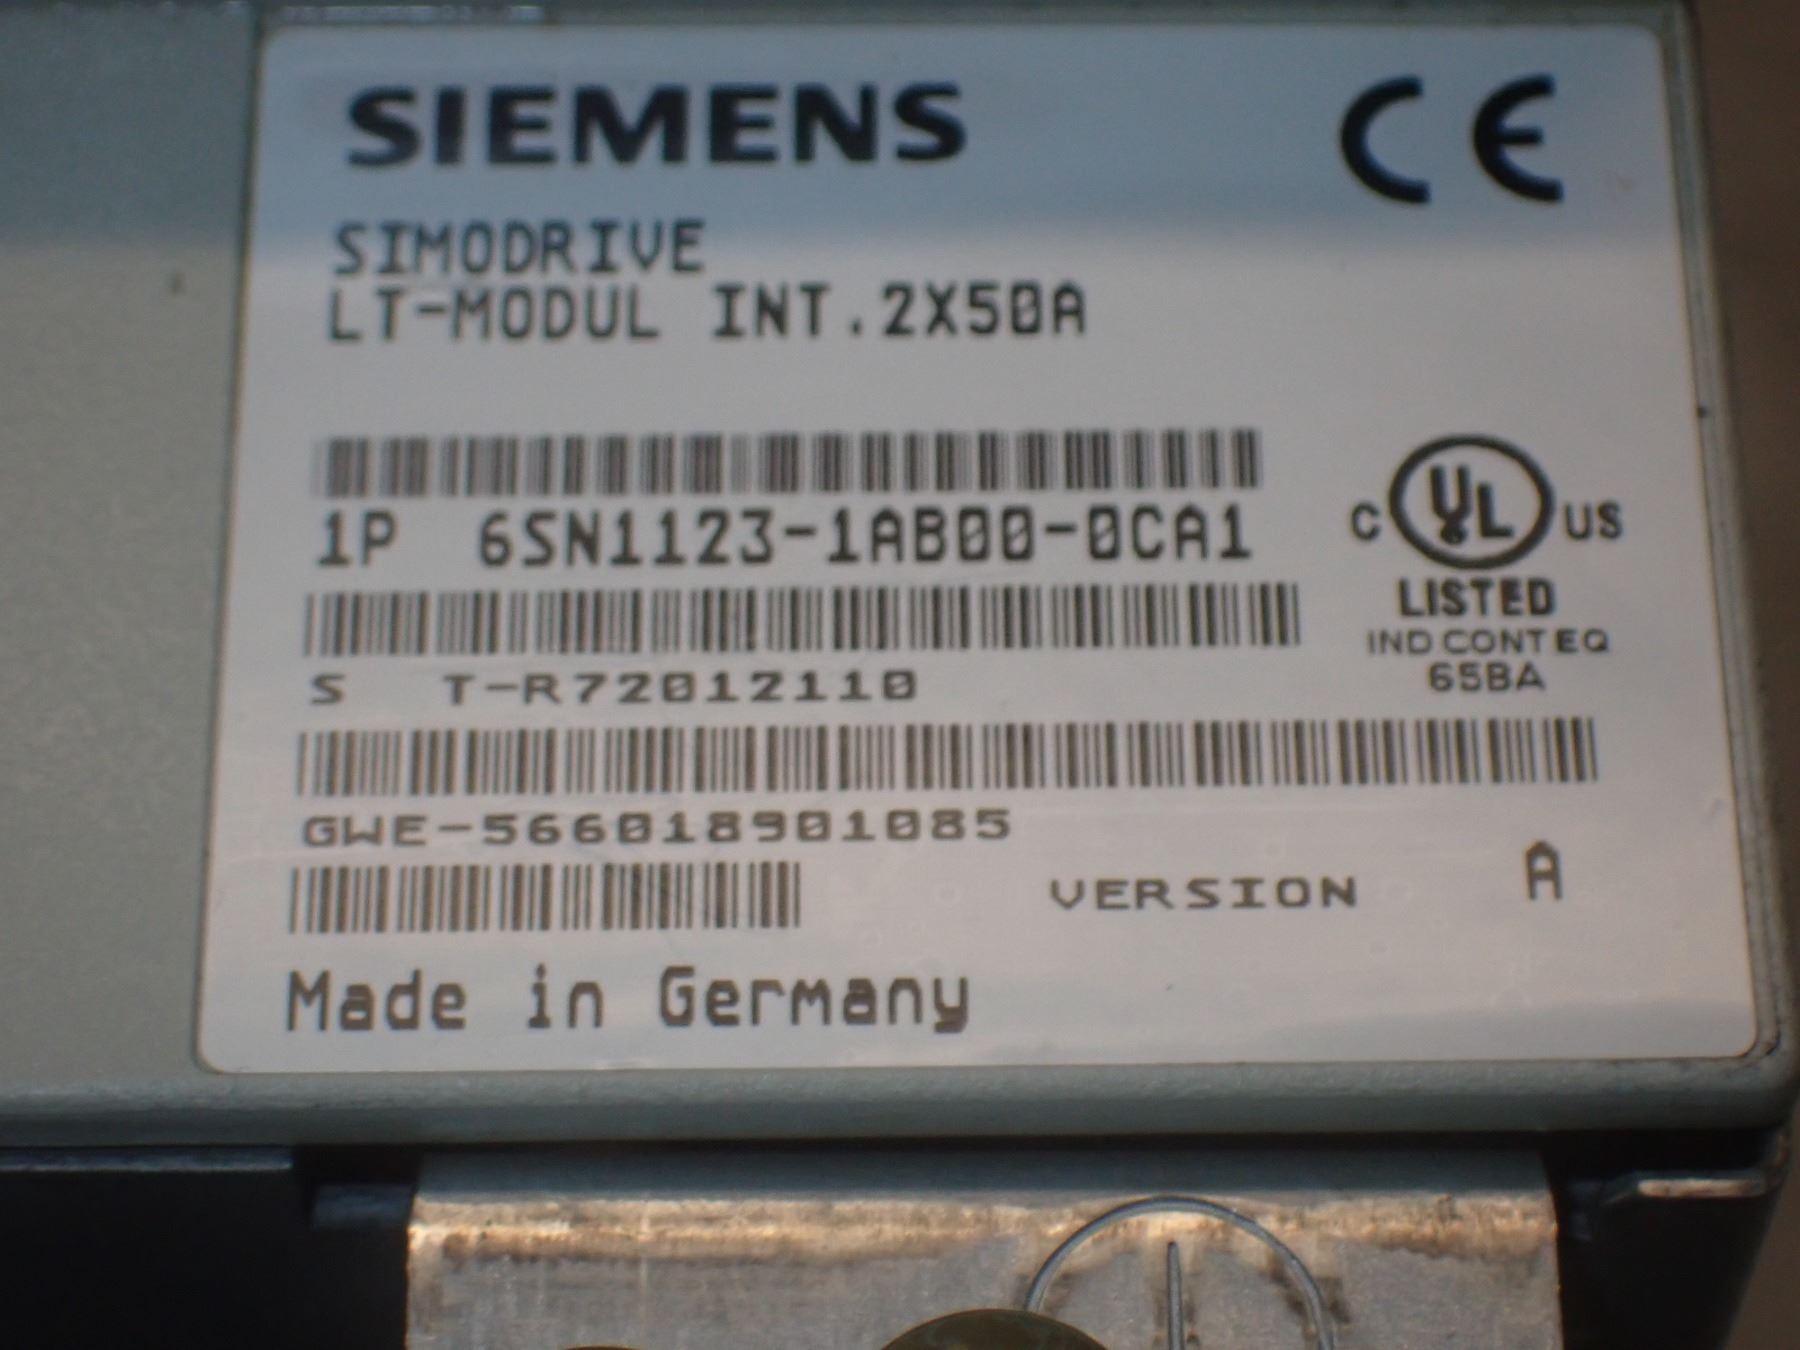 SIEMENS
CE
SIMODRIVE
LT-MODUL INT.2X50A
1P 6SN1123-1AB00-0CA1
C UL US
LISTED
IND CONT EQ
65BA
S T-R72012110
GWE-566018901085
VERSION A
Made in Germany